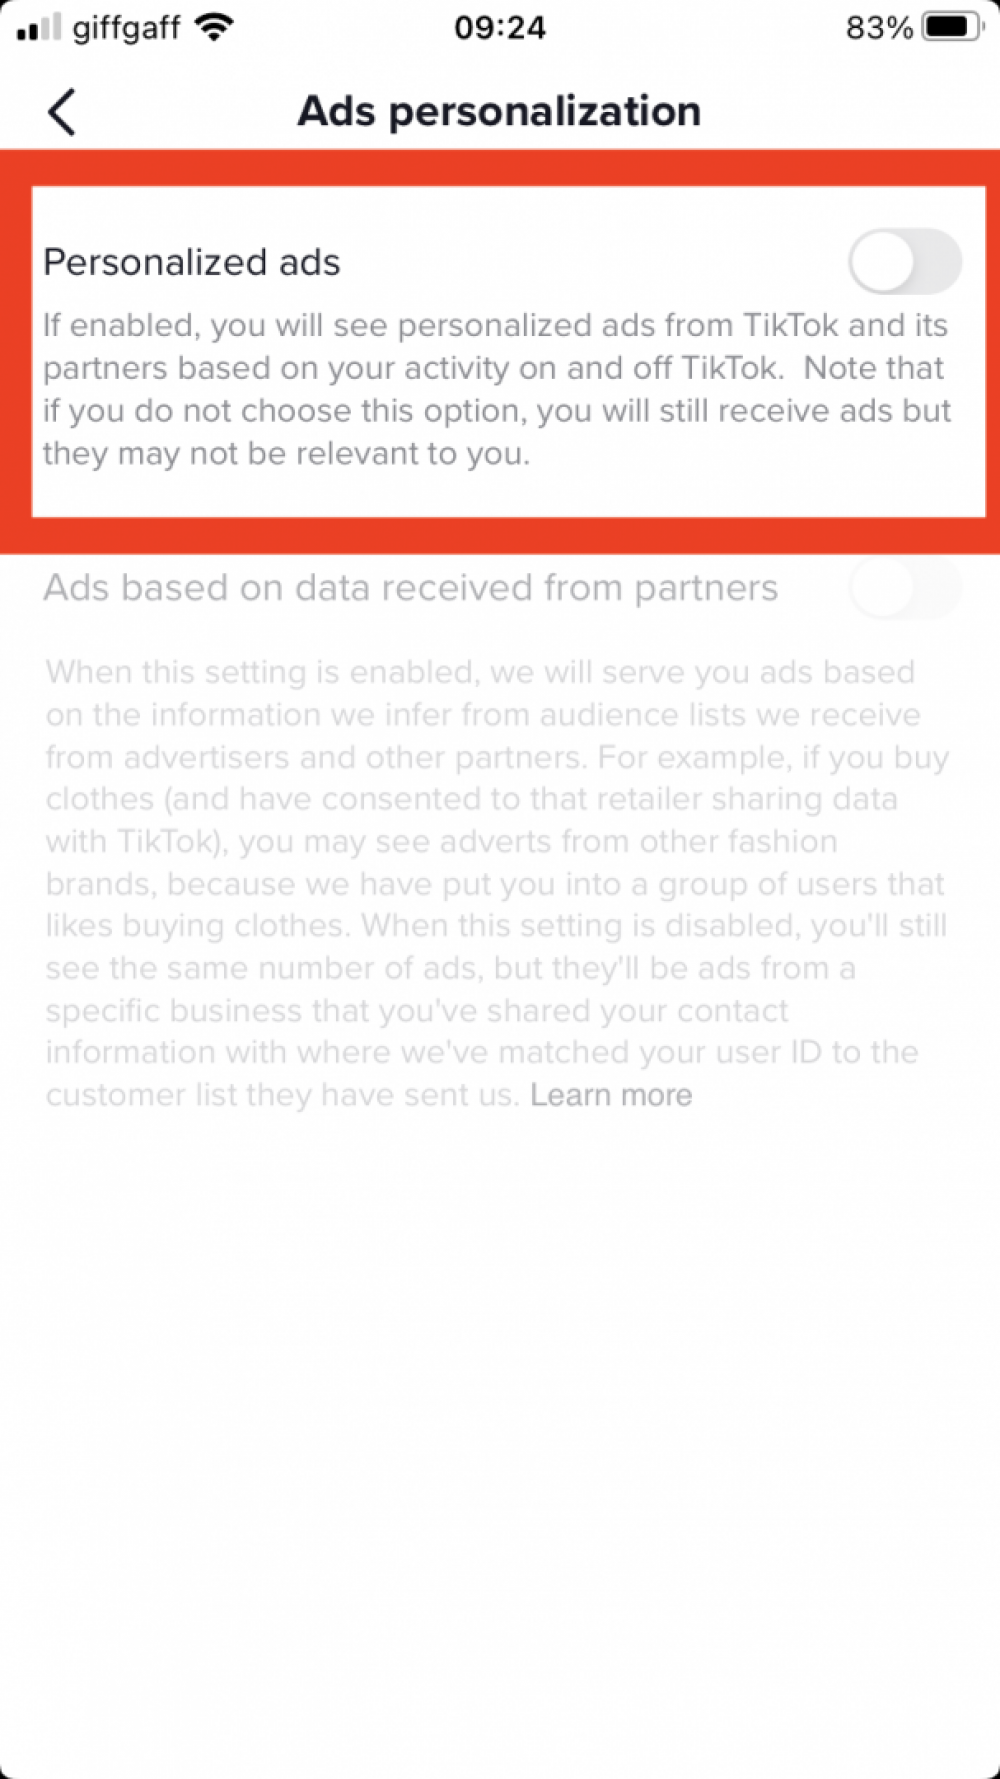 giffgaff 09:24 83%
Ads personalization
Personalized ads
If enabled, you will see personalized ads from TikTok and its
partners based on your activity on and off TikTok.  Note that
if you do not choose this option, you will still receive ads but
they may not be relevant to you.
Ads based on data received from partners
When this setting is enabled, we will serve you ads based
on the information we infer from audience lists we receive
from advertisers and other partners. For example, if you buy
clothes (and have consented to that retailer sharing data
with TikTok), you may see adverts from other fashion
brands, because we have put you into a group of users that
likes buying clothes. When this setting is disabled, you'll still
see the same number of ads, but they'll be ads from a
specific business that you've shared your contact
information with where we've matched your user ID to the
customer list they have sent us. Learn more